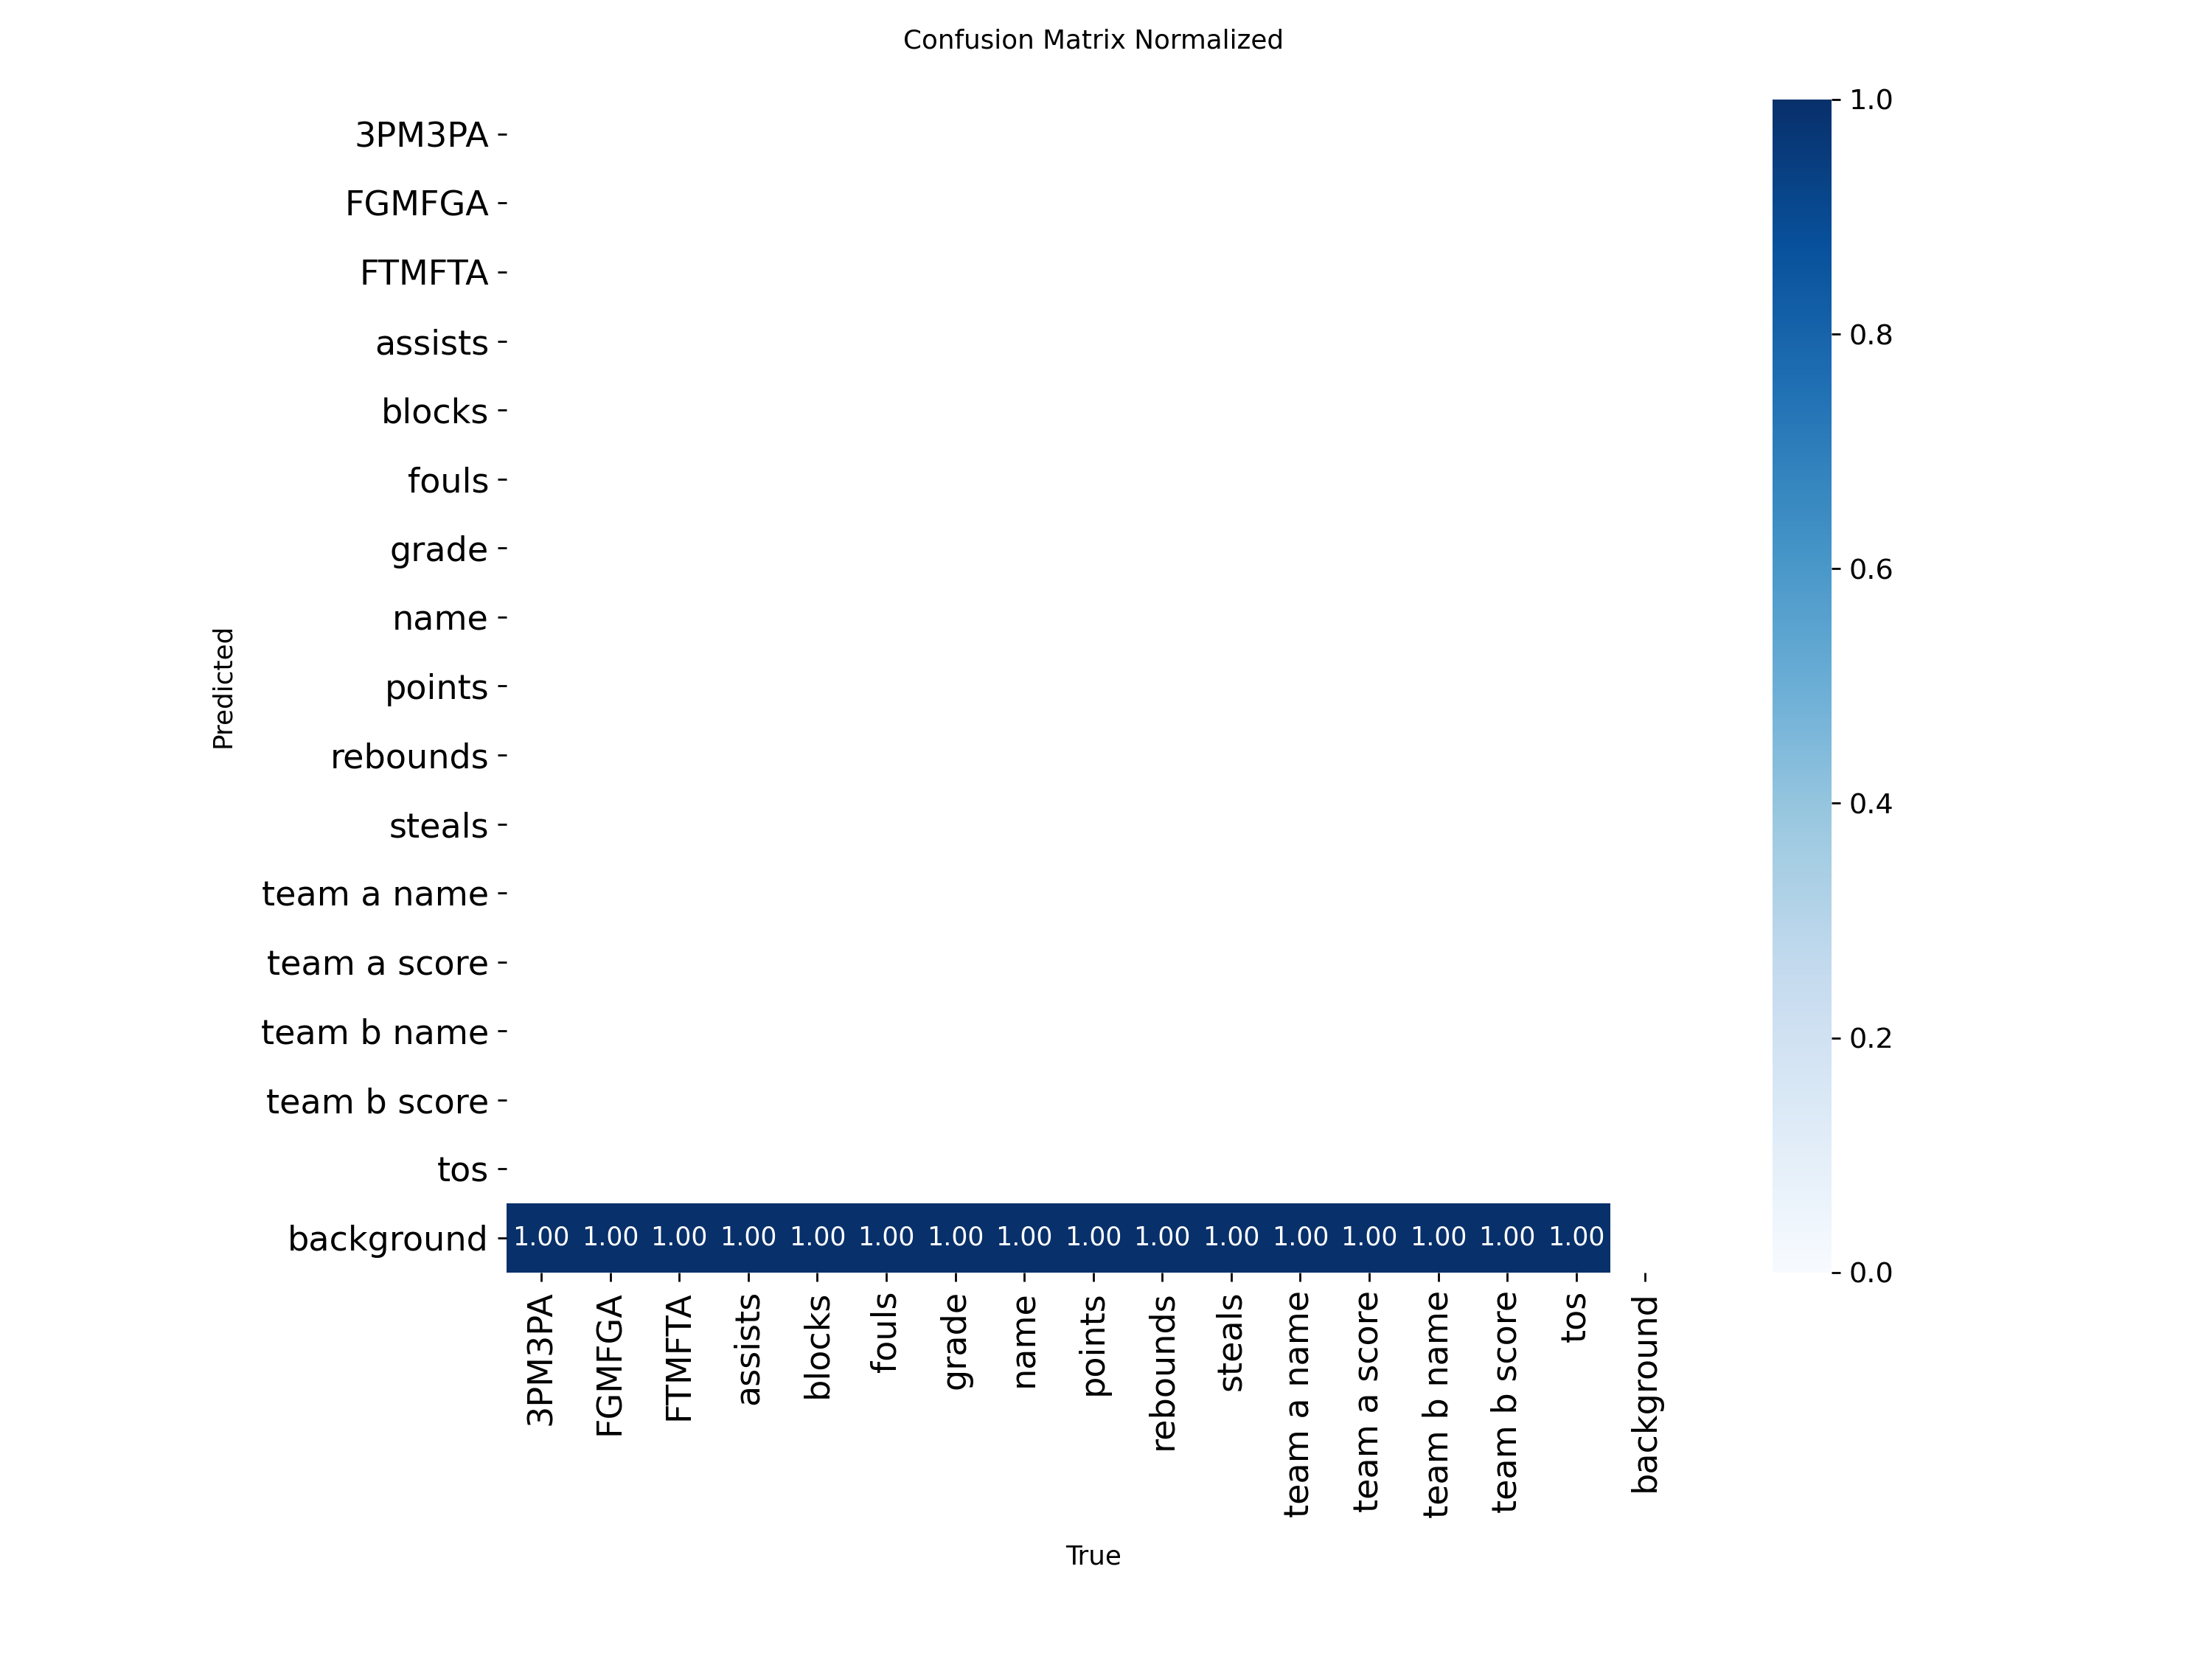 Confusion Matrix Normalized
3PM3PA
FGMFGA
FTMFTA
assists
blocks
fouls
grade
name
points
rebounds
steals
team a name
team a score
team b name
team b score
tos
background
Predicted
1.00 1.00 1.00 1.00 1.00 1.00 1.00 1.00 1.00 1.00 1.00 1.00 1.00 1.00 1.00 1.00
3PM3PA
FGMFGA
FTMFTA
assists
blocks
fouls
grade
name
points
rebounds
steals
team a name
team a score
team b name
team b score
tos
background
True
1.0
0.8
0.6
0.4
0.2
0.0